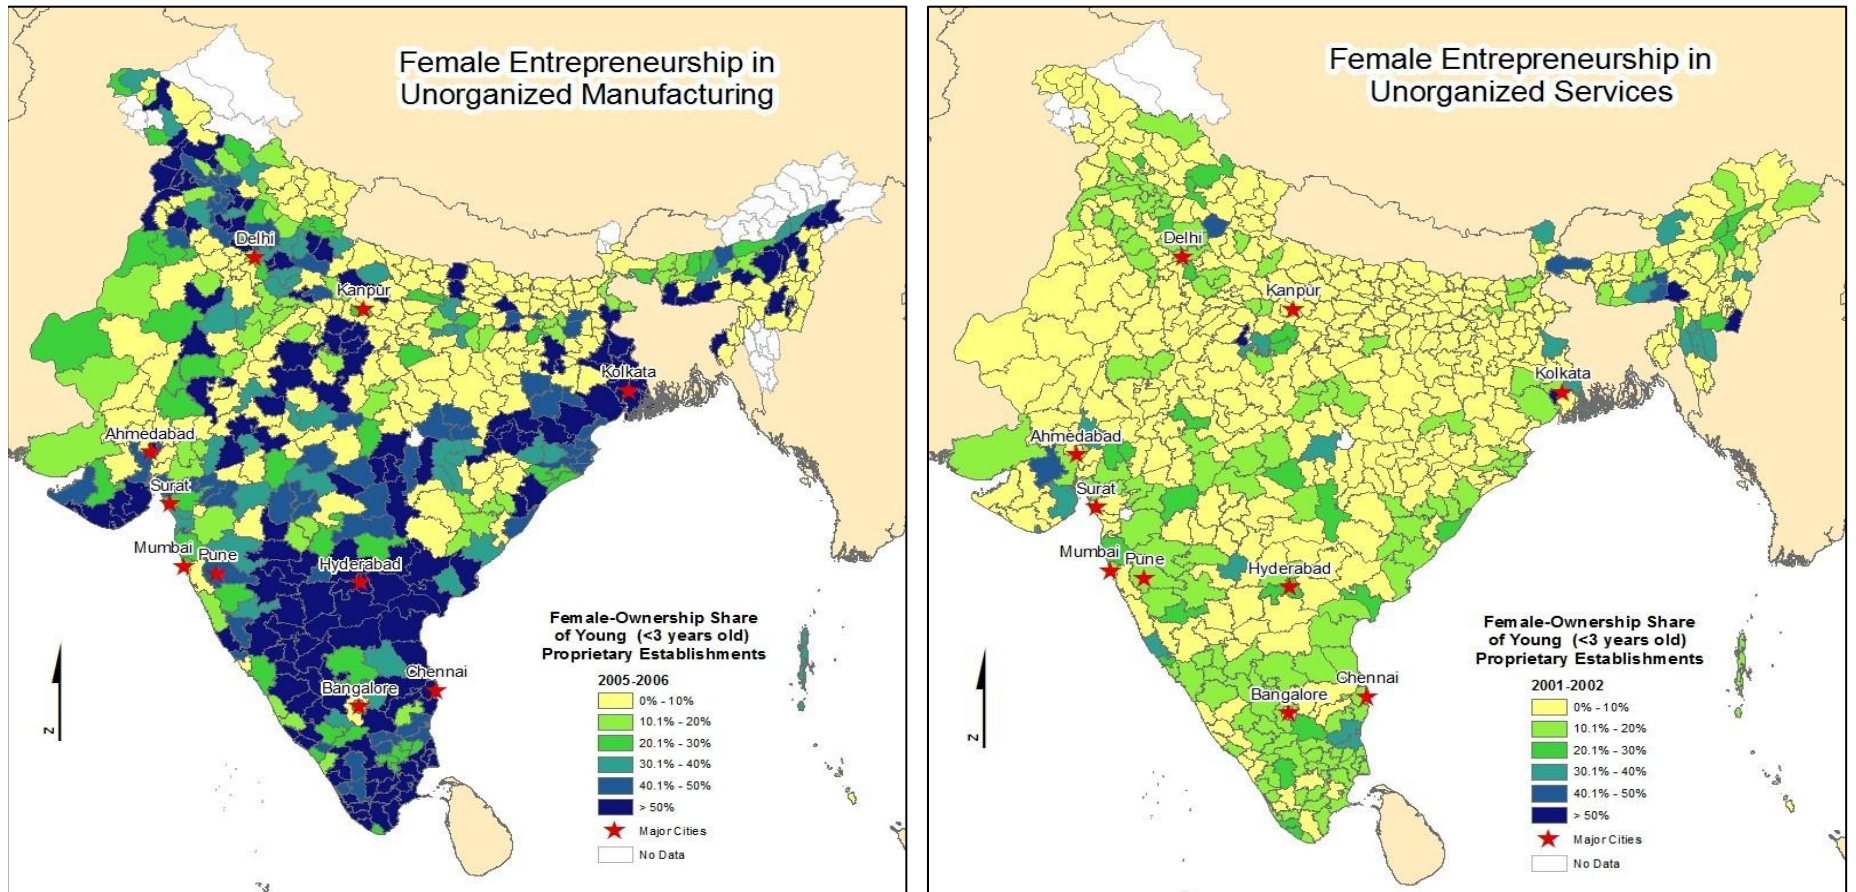 Female Entrepreneurship in
Unorganized Manufacturing
Delhi
Kanpur
Kolkata
Ahmedabad
Surat
Mumbai
Pune
Hyderabad
Chennai
Bangalore
Female-Ownership Share
of Young (<3 years old)
Proprietary Establishments
2005-2006
0% - 10%
10.1% - 20%
20.1% - 30%
30.1% - 40%
40.1% - 50%
> 50%
Major Cities
No Data
N
Female Entrepreneurship in
Unorganized Services
Delhi
Kanpur
Kolkata
Ahmedabad
Surat
Mumbai
Pune
Hyderabad
Chennai
Bangalore
Female-Ownership Share
of Young (<3 years old)
Proprietary Establishments
2001-2002
0% - 10%
10.1% - 20%
20.1% - 30%
30.1% - 40%
40.1% - 50%
> 50%
Major Cities
No Data
N